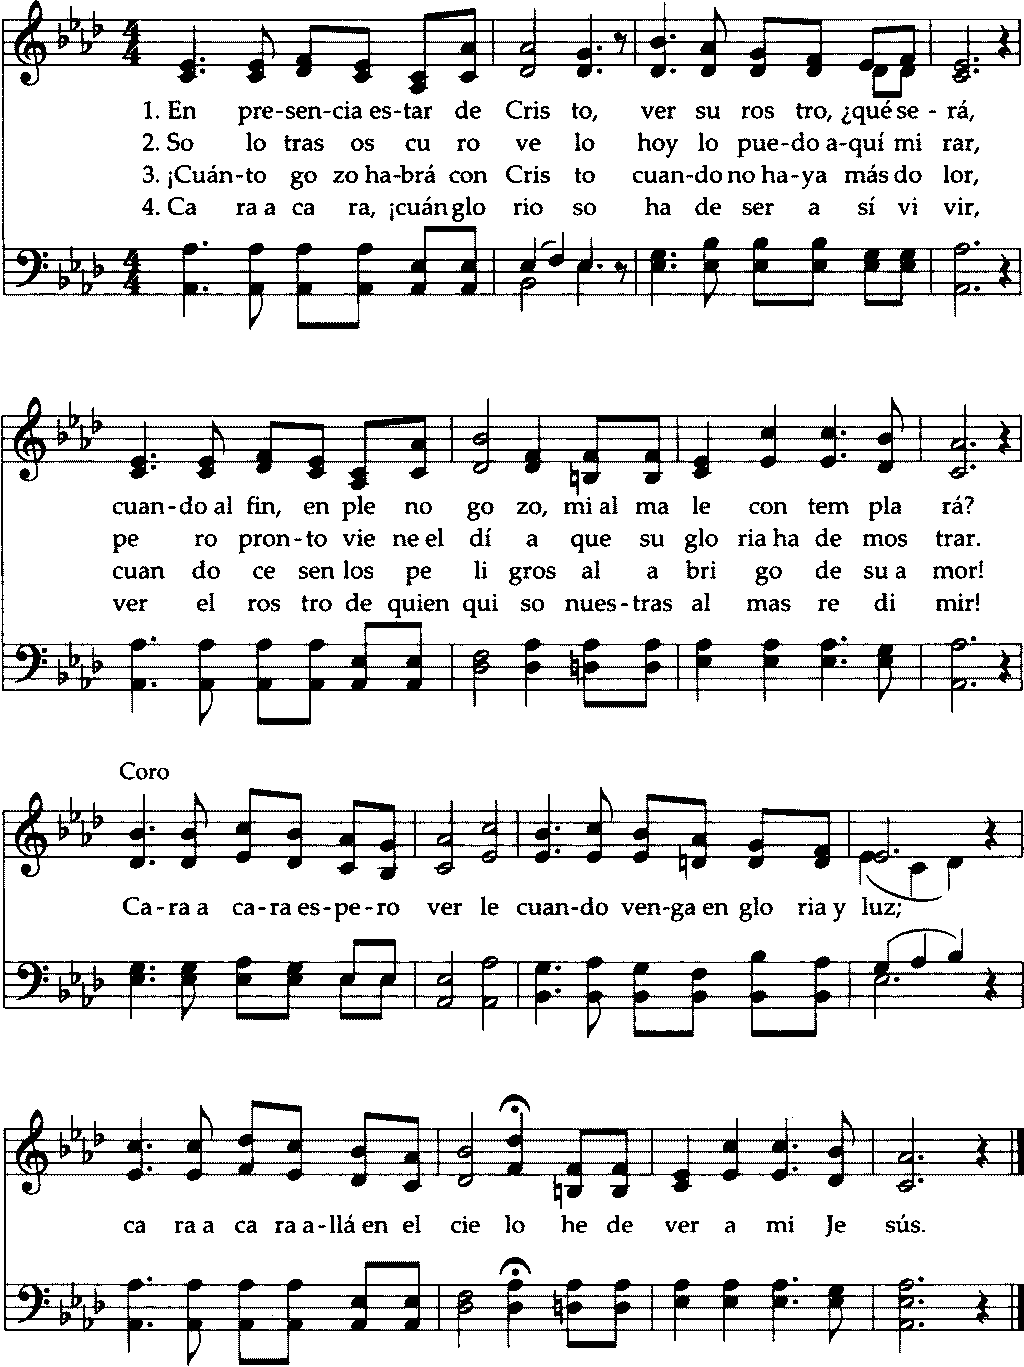 1. En pre-sen-cia es-tar de Cris to, ver su ros tro, ¿qué se - rá,
2. So lo tras os cu ro ve lo hoy lo pue-do a-quí mi rar,
3. ¡Cuán-to go zo ha-brá con Cris to cuan-do no ha-ya más do lor,
4. Ca ra a ca ra, ¡cuán glo rio so ha de ser a sí vi vir,
cuan-do al fin, en ple no go zo, mi al ma le con tem pla rá?
pe ro pron-to vie ne el dí a que su glo ria ha de mos trar.
cuan do ce sen los pe li gros al a bri go de su a mor!
ver el ros tro de quien qui so nues-tras al mas re di mir!
Coro
Ca-ra a ca-ra es-pe-ro ver le cuan-do ven-ga en glo ria y luz;
ca ra a ca ra a-llá en el cie lo he de ver a mi Je sús.